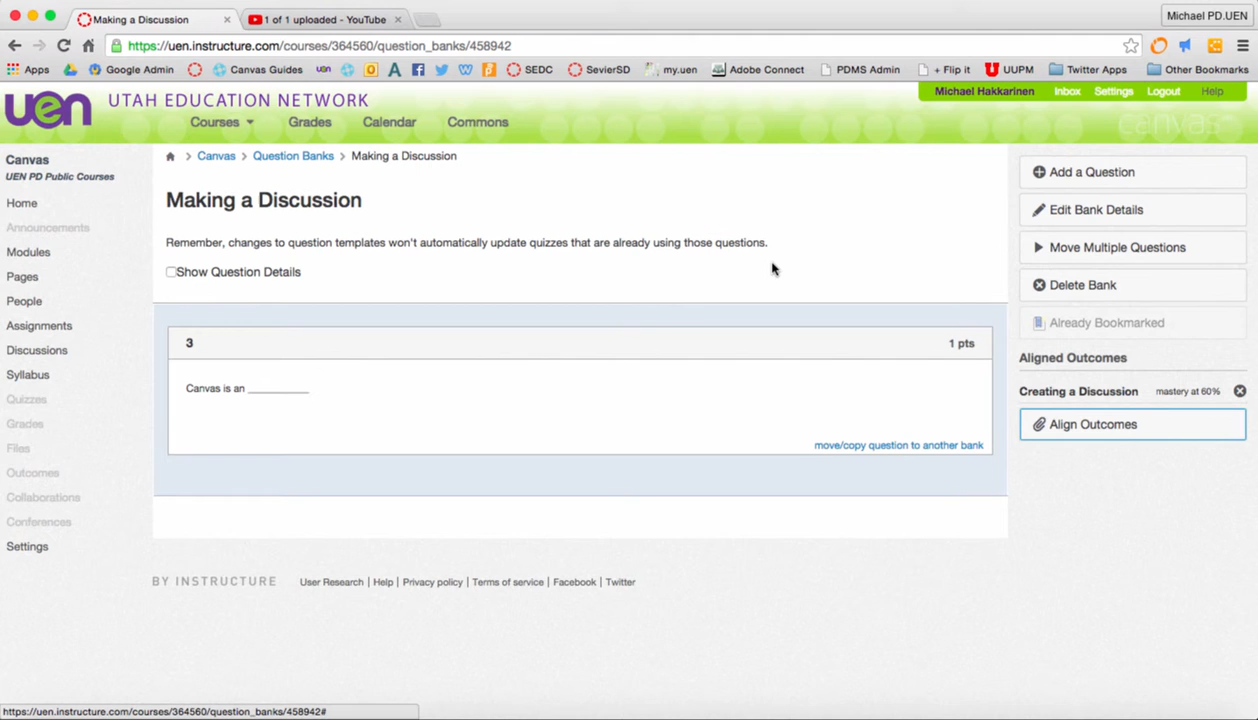 Making a Discussion
1 of 1 uploaded - YouTube
Michael PD.UEN
https://uen.instructure.com/courses/364560/question_banks/458942
Apps Google Admin Canvas Guides uen SEDC SevierSD my.uen Adobe Connect PDMS Admin + Flip it UUPM Twitter Apps Other Bookmarks
uen UTAH EDUCATION NETWORK
Michael Hakkarinen Inbox Settings Logout Help
Courses Grades Calendar Commons
canvas
Canvas
UEN PD Public Courses
Home
Announcements
Modules
Pages
People
Assignments
Discussions
Syllabus
Quizzes
Grades
Files
Outcomes
Collaborations
Conferences
Settings
> Canvas > Question Banks > Making a Discussion
Making a Discussion
Remember, changes to question templates won't automatically update quizzes that are already using those questions.
Show Question Details
3 1 pts
Canvas is an __________
move/copy question to another bank
Add a Question
Edit Bank Details
Move Multiple Questions
Delete Bank
Already Bookmarked
Aligned Outcomes
Creating a Discussion mastery at 60%
Align Outcomes
BY INSTRUCTURE User Research | Help | Privacy policy | Terms of service | Facebook | Twitter
https://uen.instructure.com/courses/364560/question_banks/458942#